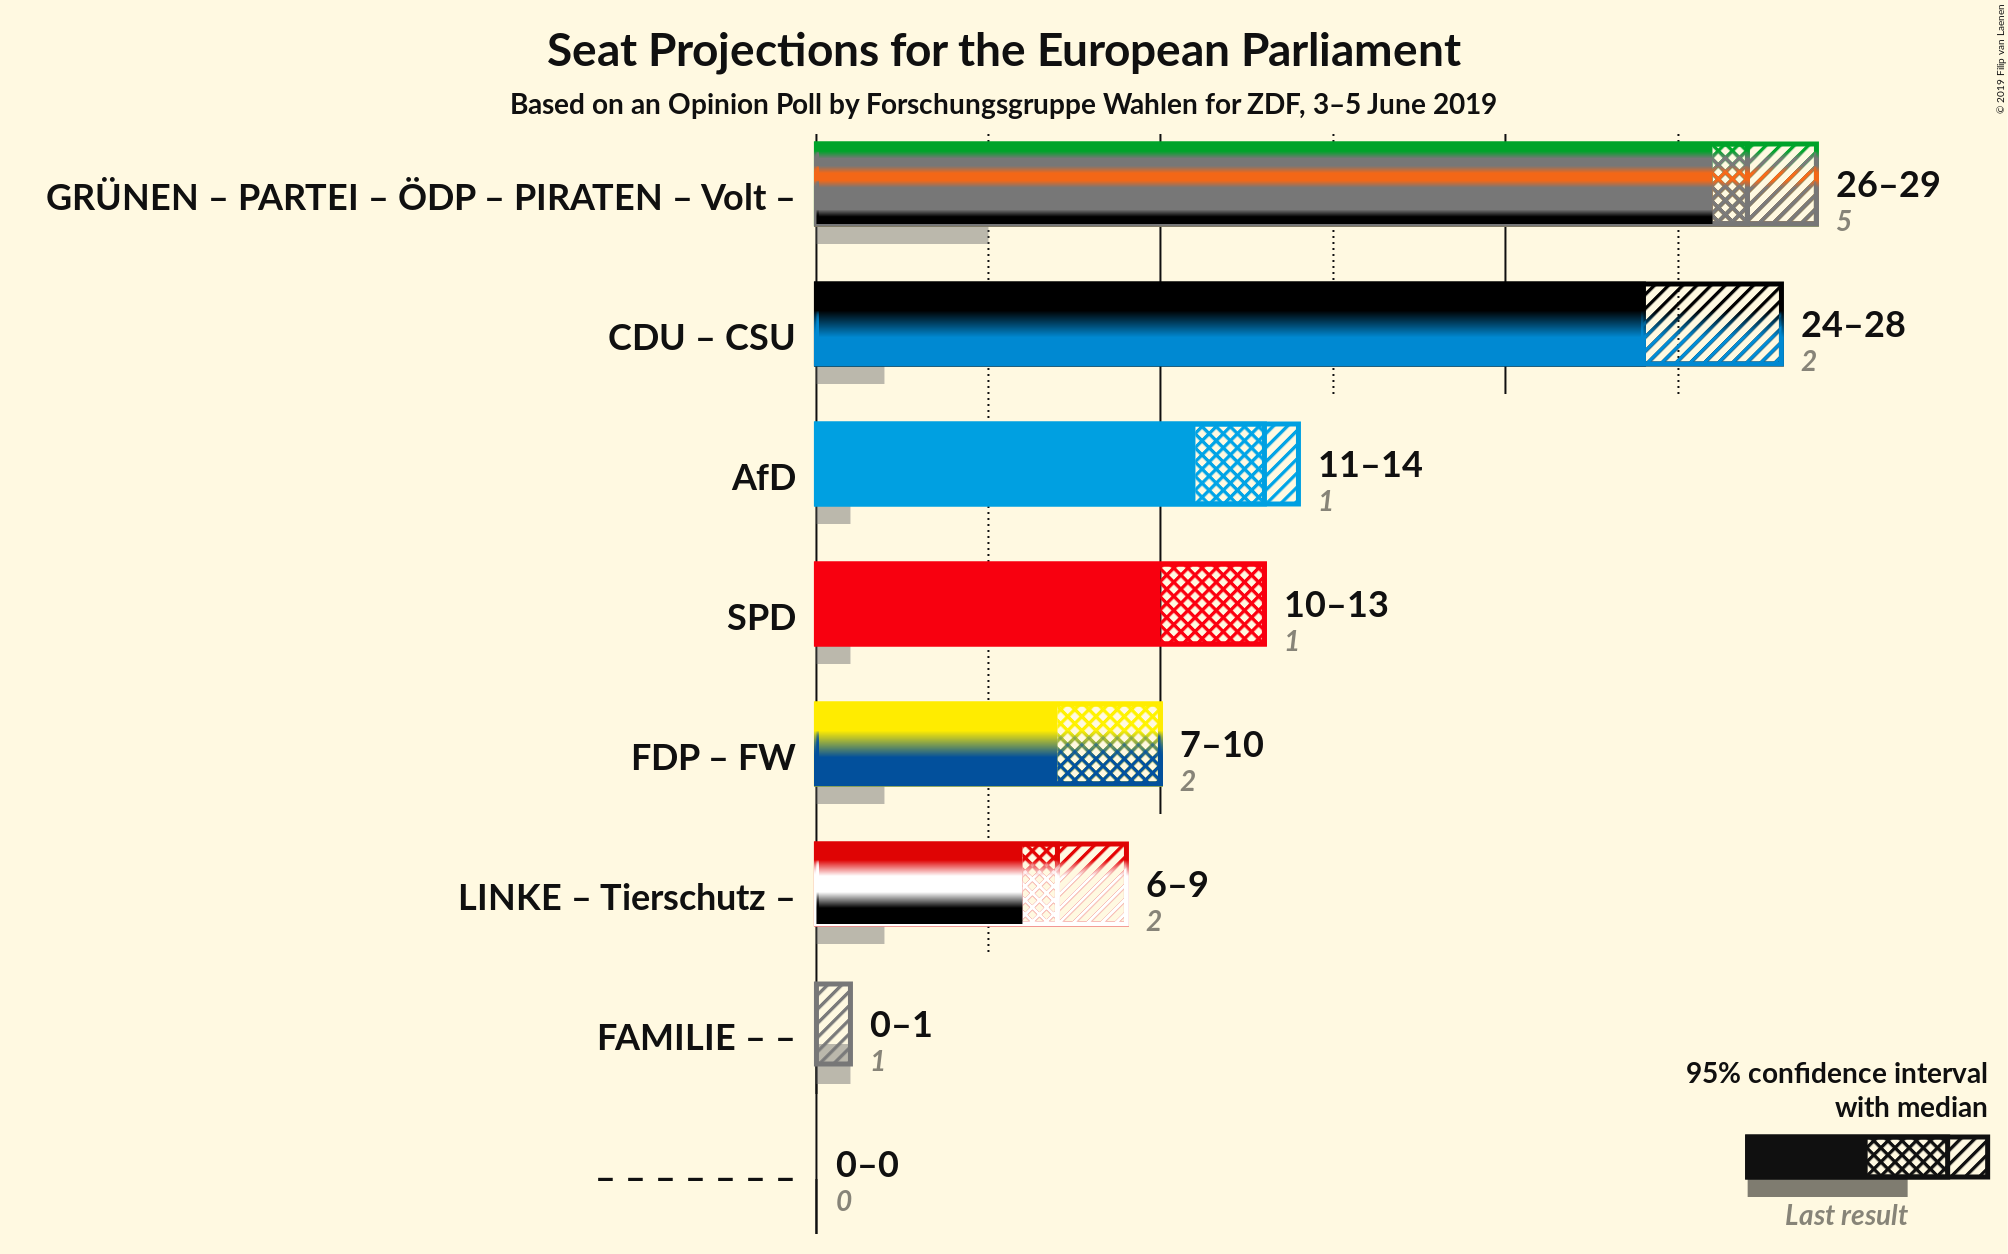 Seat Projections for the European Parliament
Based on an Opinion Poll by Forschungsgruppe Wahlen for ZDF, 3–5 June 2019
© 2019 Filip van Laenen
GRÜNEN – PARTEI – ÖDP – PIRATEN – Volt –
26–29
5
CDU – CSU
24–28
2
AfD
11–14
1
SPD
10–13
1
FDP – FW
7–10
2
LINKE – Tierschutz –
6–9
2
FAMILIE – –
0–1
1
– – – – – – –
0–0
0
95% confidence interval
with median
Last result